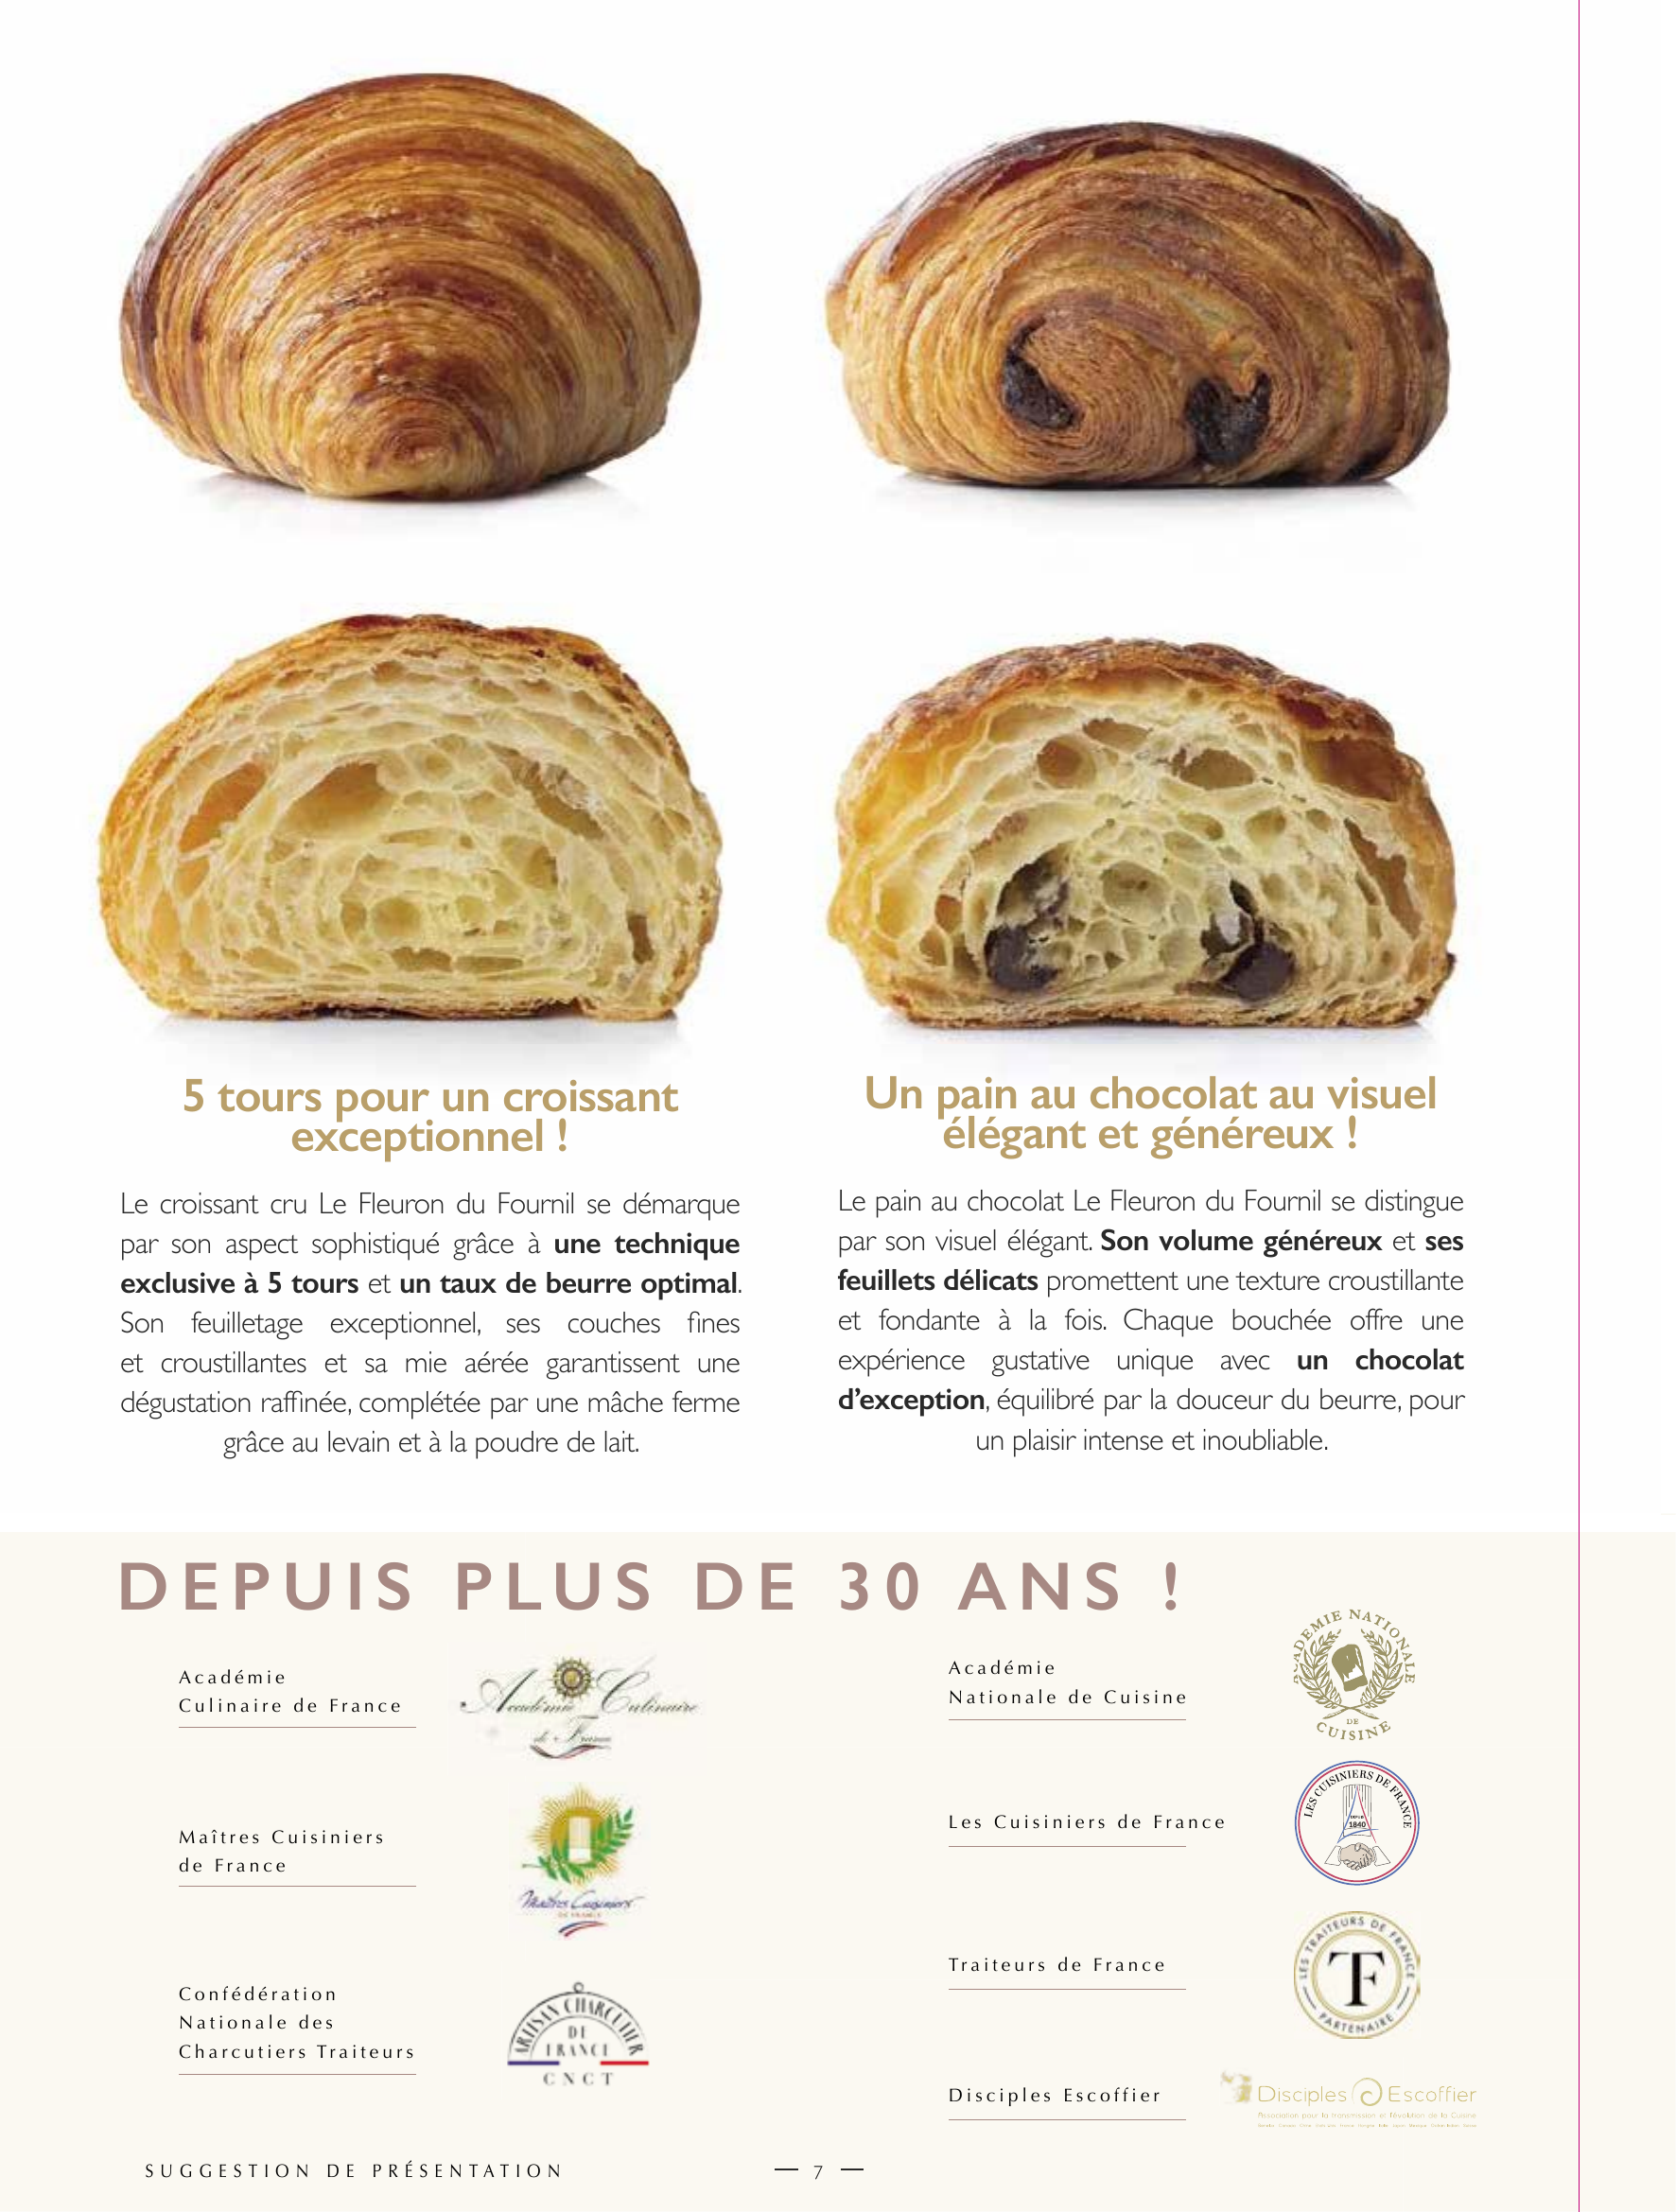 5 tours pour un croissant
exceptionnel !
Le croissant cru Le Fleuron du Fournil se démarque
par son aspect sophistiqué grâce à une technique
exclusive à 5 tours et un taux de beurre optimal.
Son feuilletage exceptionnel, ses couches fines
et croustillantes et sa mie aérée garantissent une
dégustation raffinée, complétée par une mâche ferme
grâce au levain et à la poudre de lait.
Un pain au chocolat au visuel
élégant et généreux !
Le pain au chocolat Le Fleuron du Fournil se distingue
par son visuel élégant. Son volume généreux et ses
feuillets délicats promettent une texture croustillante
et fondante à la fois. Chaque bouchée offre une
expérience gustative unique avec un chocolat
d’exception, équilibré par la douceur du beurre, pour
un plaisir intense et inoubliable.
DEPUIS PLUS DE 30 ANS !
Académie
Culinaire de France
Académie Culinaire
de France
Maîtres Cuisiniers
de France
Maîtres Cuisiniers
DE FRANCE
Confédération
Nationale des
Charcutiers Traiteurs
ARTISAN CHARCUTIER
DE
FRANCE
CNCT
Académie
Nationale de Cuisine
ACADEMIE NATIONALE
DE
CUISINE
Les Cuisiniers de France
LES CUISINIERS DE FRANCE
DEPUIS
1840
Traiteurs de France
LES TRAITEURS DE FRANCE
TF
PARTENAIRE
Disciples Escoffier
Disciples Escoffier
Association pour la transmission et l'évolution de la Cuisine
SUGGESTION DE PRÉSENTATION
— 7 —